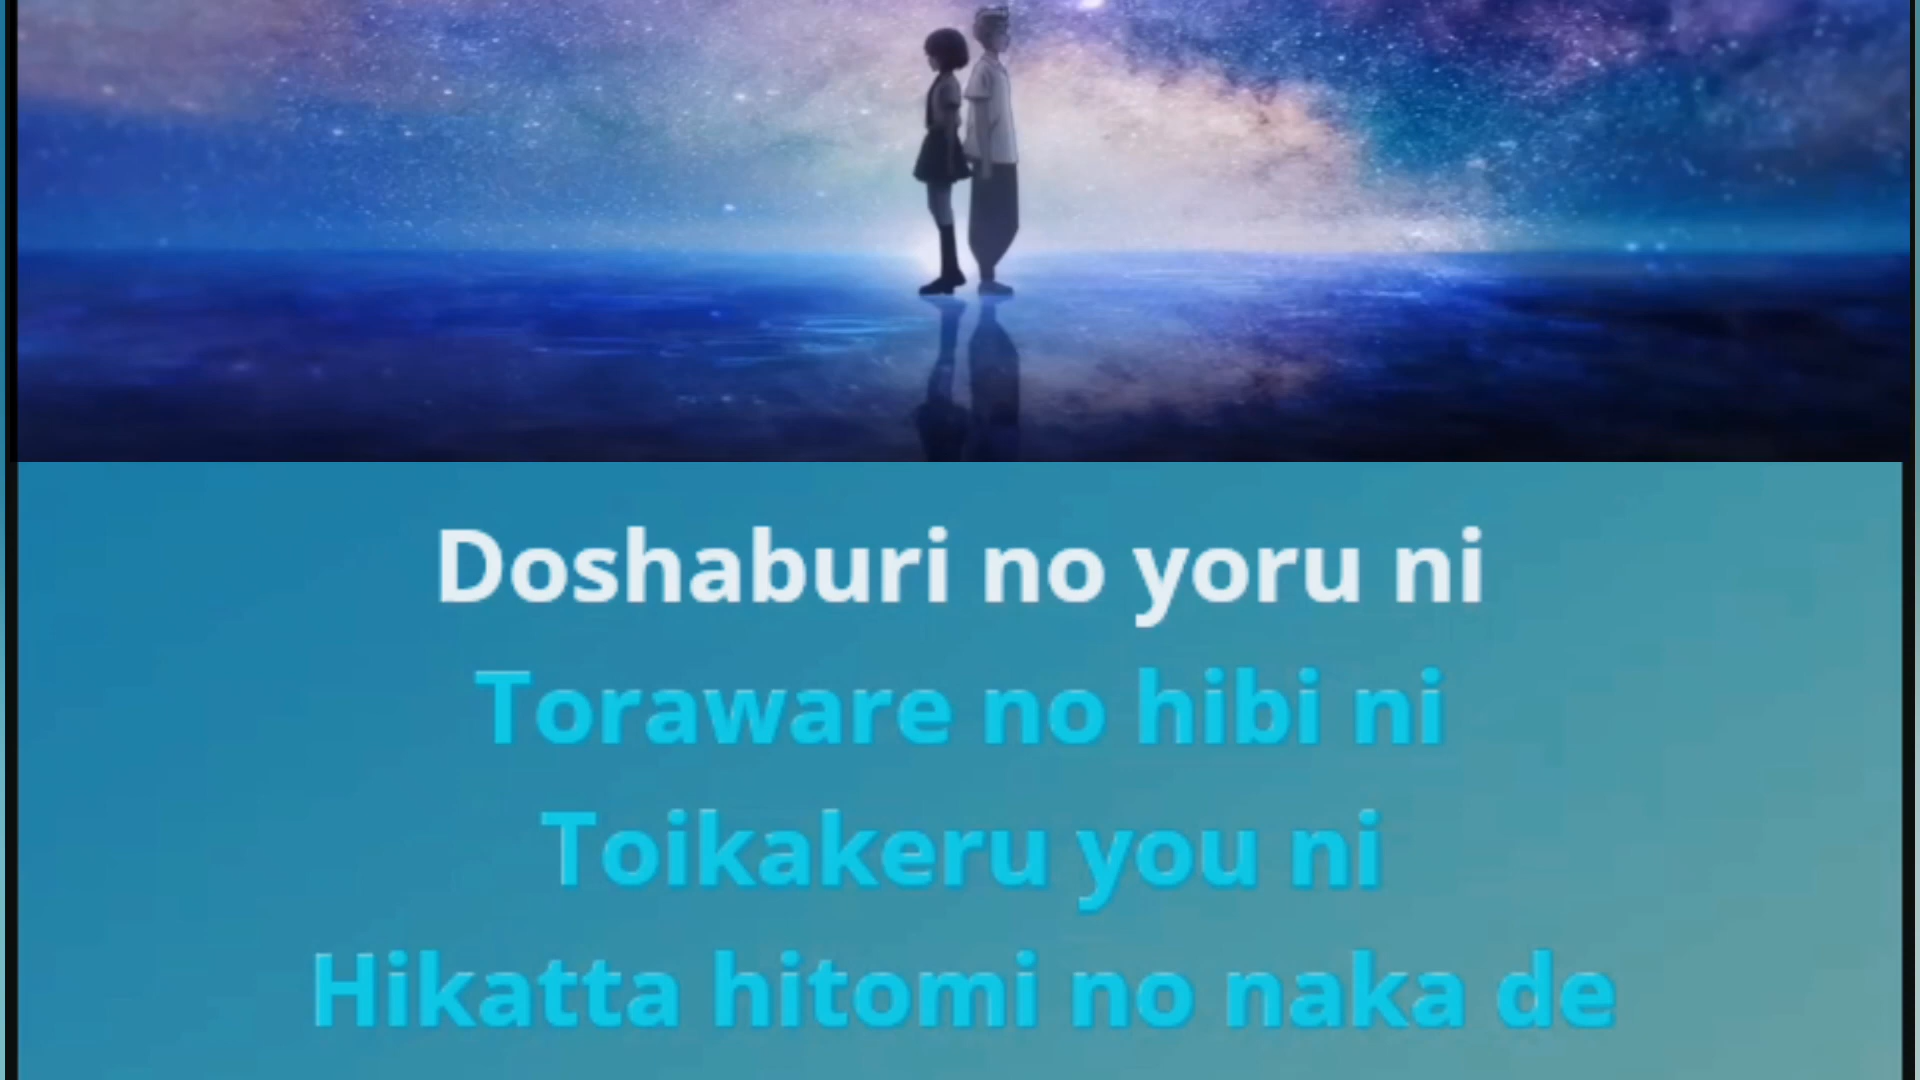 Doshaburi no yoru ni
Toraware no hibi ni
Toikakeru you ni
Hikatta hitomi no naka de